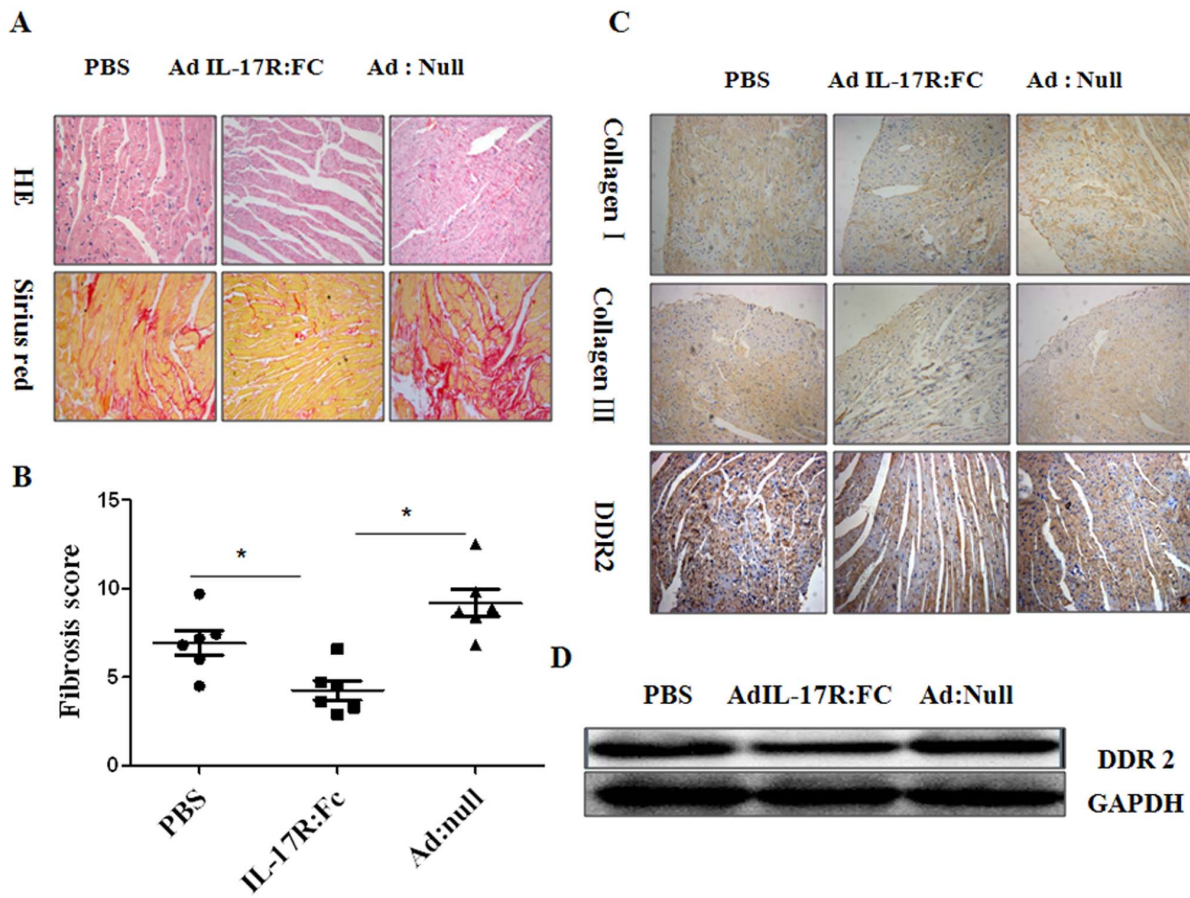 A
PBS Ad IL-17R:FC Ad : Null
HE
Sirius red
B
15
10
5
0
Fibrosis score
* *
PBS
IL-17R:Fc
Ad:null
C
PBS Ad IL-17R:FC Ad : Null
Collagen I
Collagen III
DDR2
D
PBS AdIL-17R:FC Ad:Null
DDR 2
GAPDH